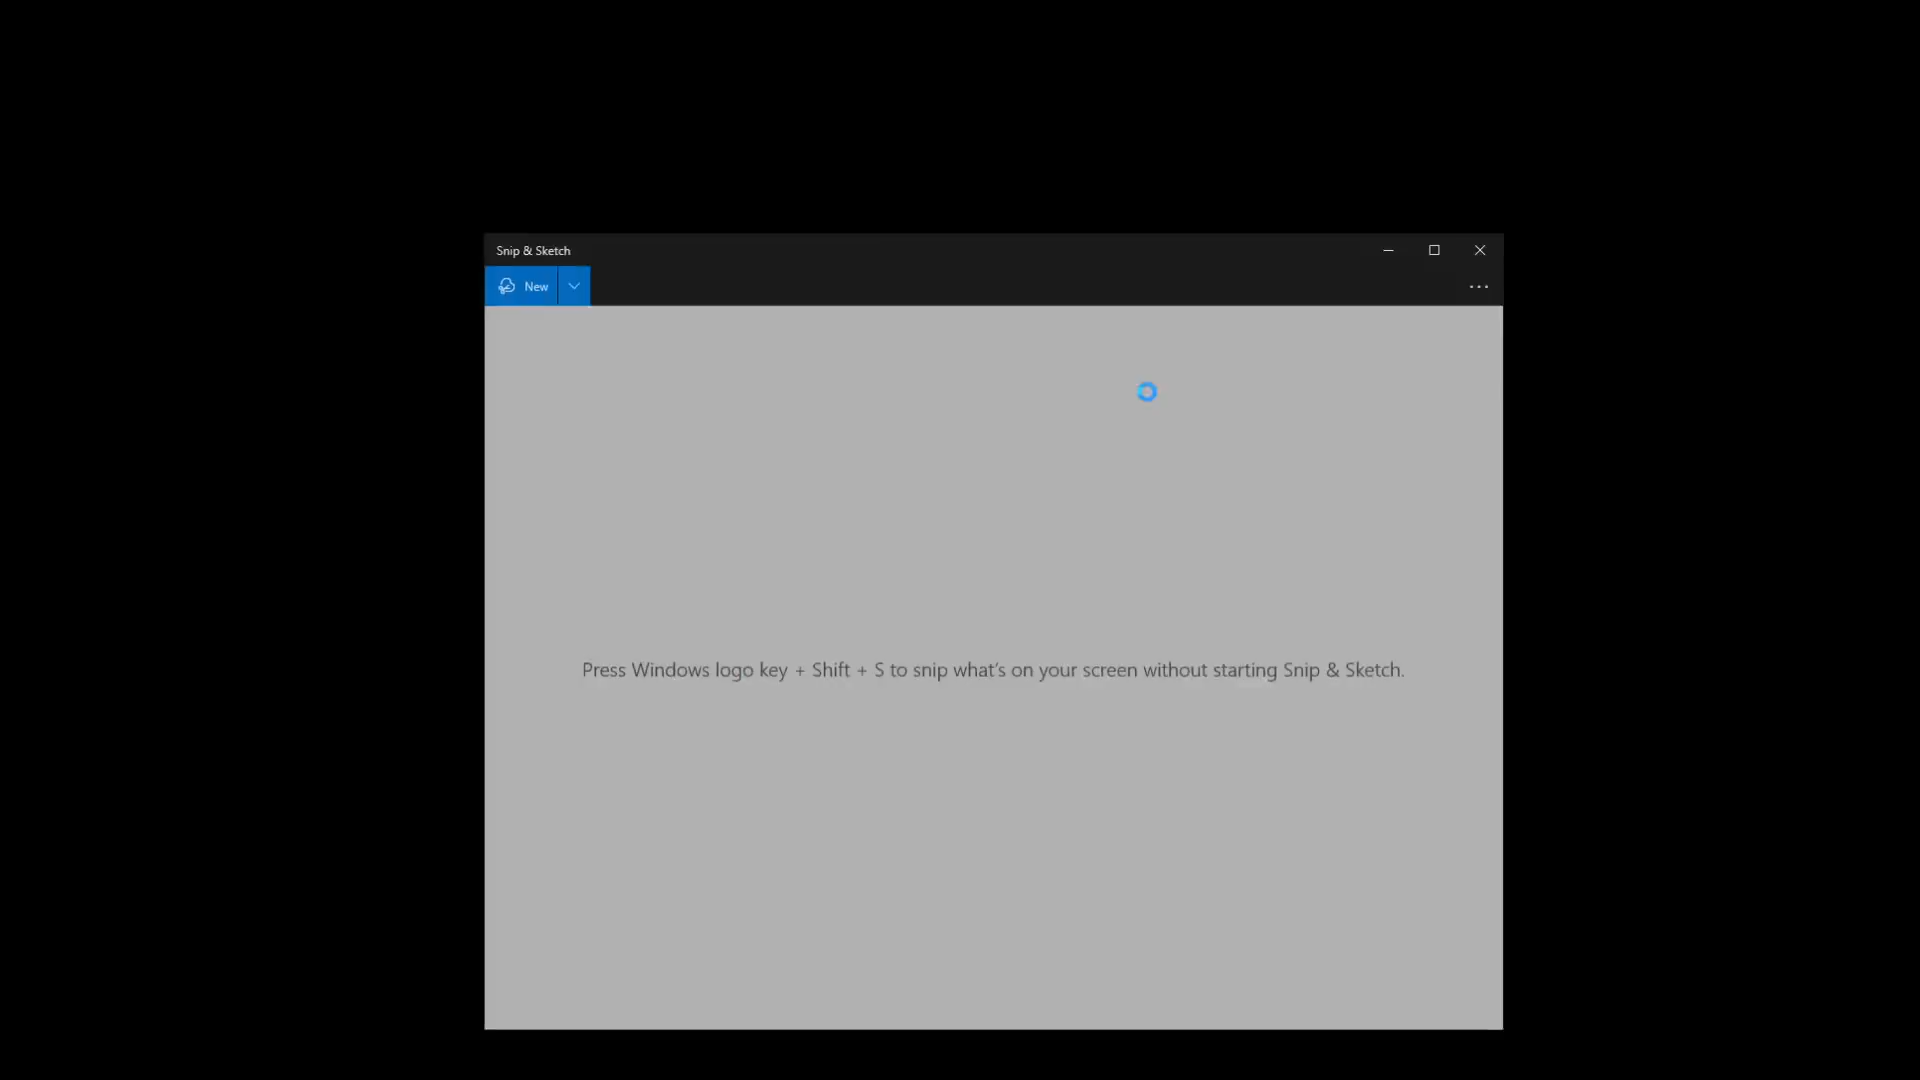 Snip & Sketch
New
Press Windows logo key + Shift + S to snip what's on your screen without starting Snip & Sketch.